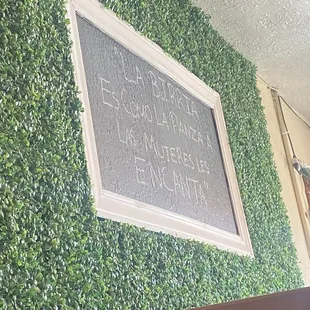 "LA BIRRIA
ES COMO LA PANZA A
LAS MUJERES LES
ENCANTA"